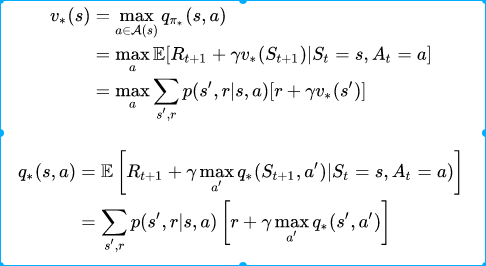 v_*(s) = \max_{a \in \mathcal{A}(s)} q_{\pi_*}(s, a)
= \max_a \mathbb{E}[R_{t+1} + \gamma v_*(S_{t+1}) | S_t = s, A_t = a]
= \max_a \sum_{s', r} p(s', r | s, a)[r + \gamma v_*(s')]
q_*(s, a) = \mathbb{E} \left[ R_{t+1} + \gamma \max_{a'} q_*(S_{t+1}, a') | S_t = s, A_t = a) \right]
= \sum_{s', r} p(s', r | s, a) \left[ r + \gamma \max_{a'} q_*(s', a') \right]